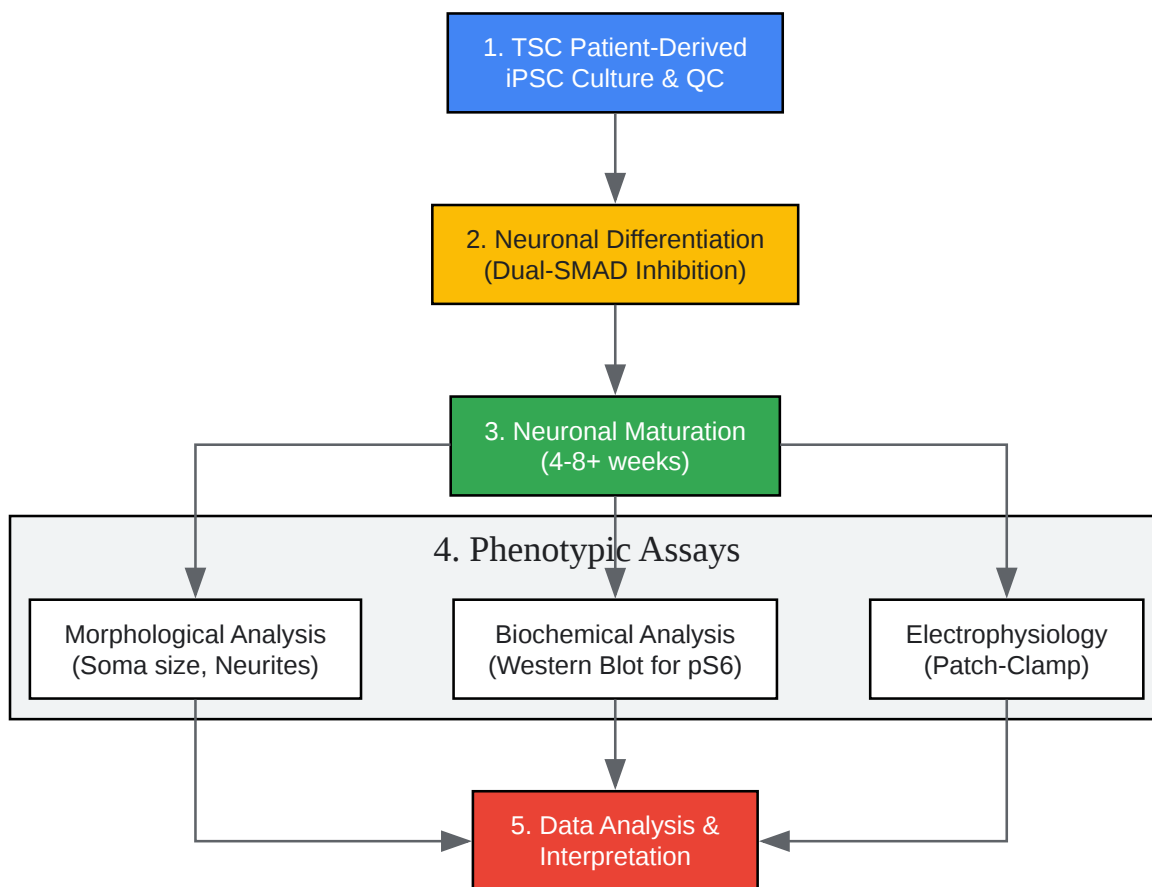 1. TSC Patient-Derived
iPSC Culture & QC
2. Neuronal Differentiation
(Dual-SMAD Inhibition)
3. Neuronal Maturation
(4-8+ weeks)
4. Phenotypic Assays
Morphological Analysis
(Soma size, Neurites)
Biochemical Analysis
(Western Blot for pS6)
Electrophysiology
(Patch-Clamp)
5. Data Analysis &
Interpretation